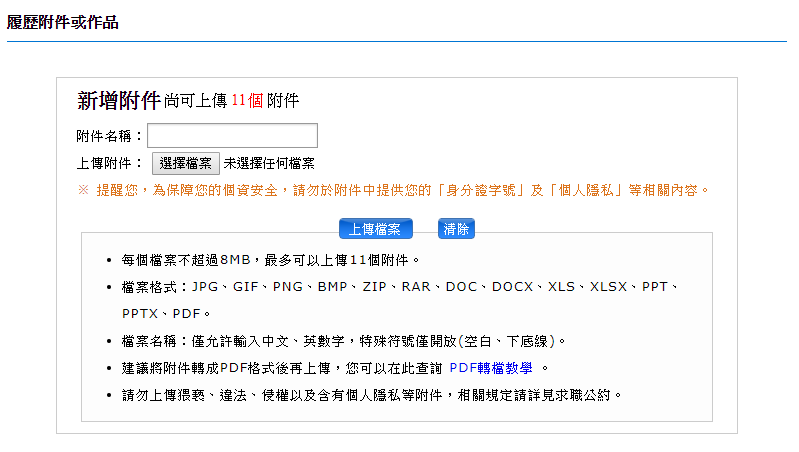 履歷附件或作品
新增附件 尚可上傳 11個 附件
附件名稱：
上傳附件： 選擇檔案 未選擇任何檔案
※ 提醒您，為保障您的個資安全，請勿於附件中提供您的「身分證字號」及「個人隱私」等相關內容。
上傳檔案 清除
• 每個檔案不超過8MB，最多可以上傳11個附件。
• 檔案格式：JPG、GIF、PNG、BMP、ZIP、RAR、DOC、DOCX、XLS、XLSX、PPT、
PPTX、PDF。
• 檔案名稱：僅允許輸入中文、英數字，特殊符號僅開放(空白、下底線)。
• 建議將附件轉成PDF格式後再上傳，您可以在此查詢 PDF轉檔教學 。
• 請勿上傳猥褻、違法、侵權以及含有個人隱私等附件，相關規定請詳見求職公約。